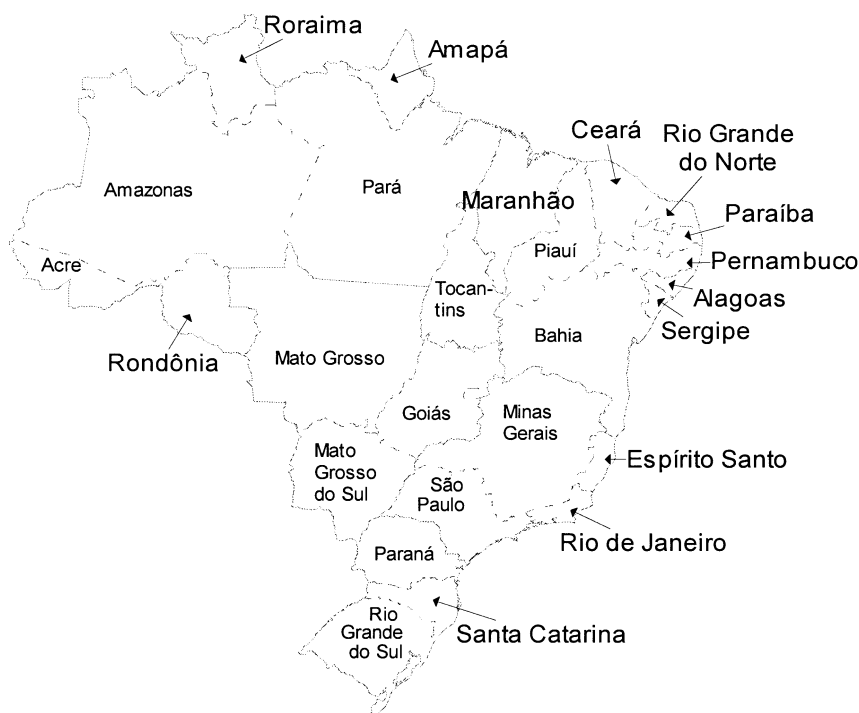 Roraima
Amapá
Ceará
Rio Grande
do Norte
Amazonas
Pará
Maranhão
Paraíba
Piauí
Pernambuco
Acre
Tocan-
tins
Alagoas
Sergipe
Bahia
Rondônia
Mato Grosso
Goiás
Minas
Gerais
Mato
Grosso
do Sul
Espírito Santo
São
Paulo
Rio de Janeiro
Paraná
Rio
Grande
do Sul
Santa Catarina